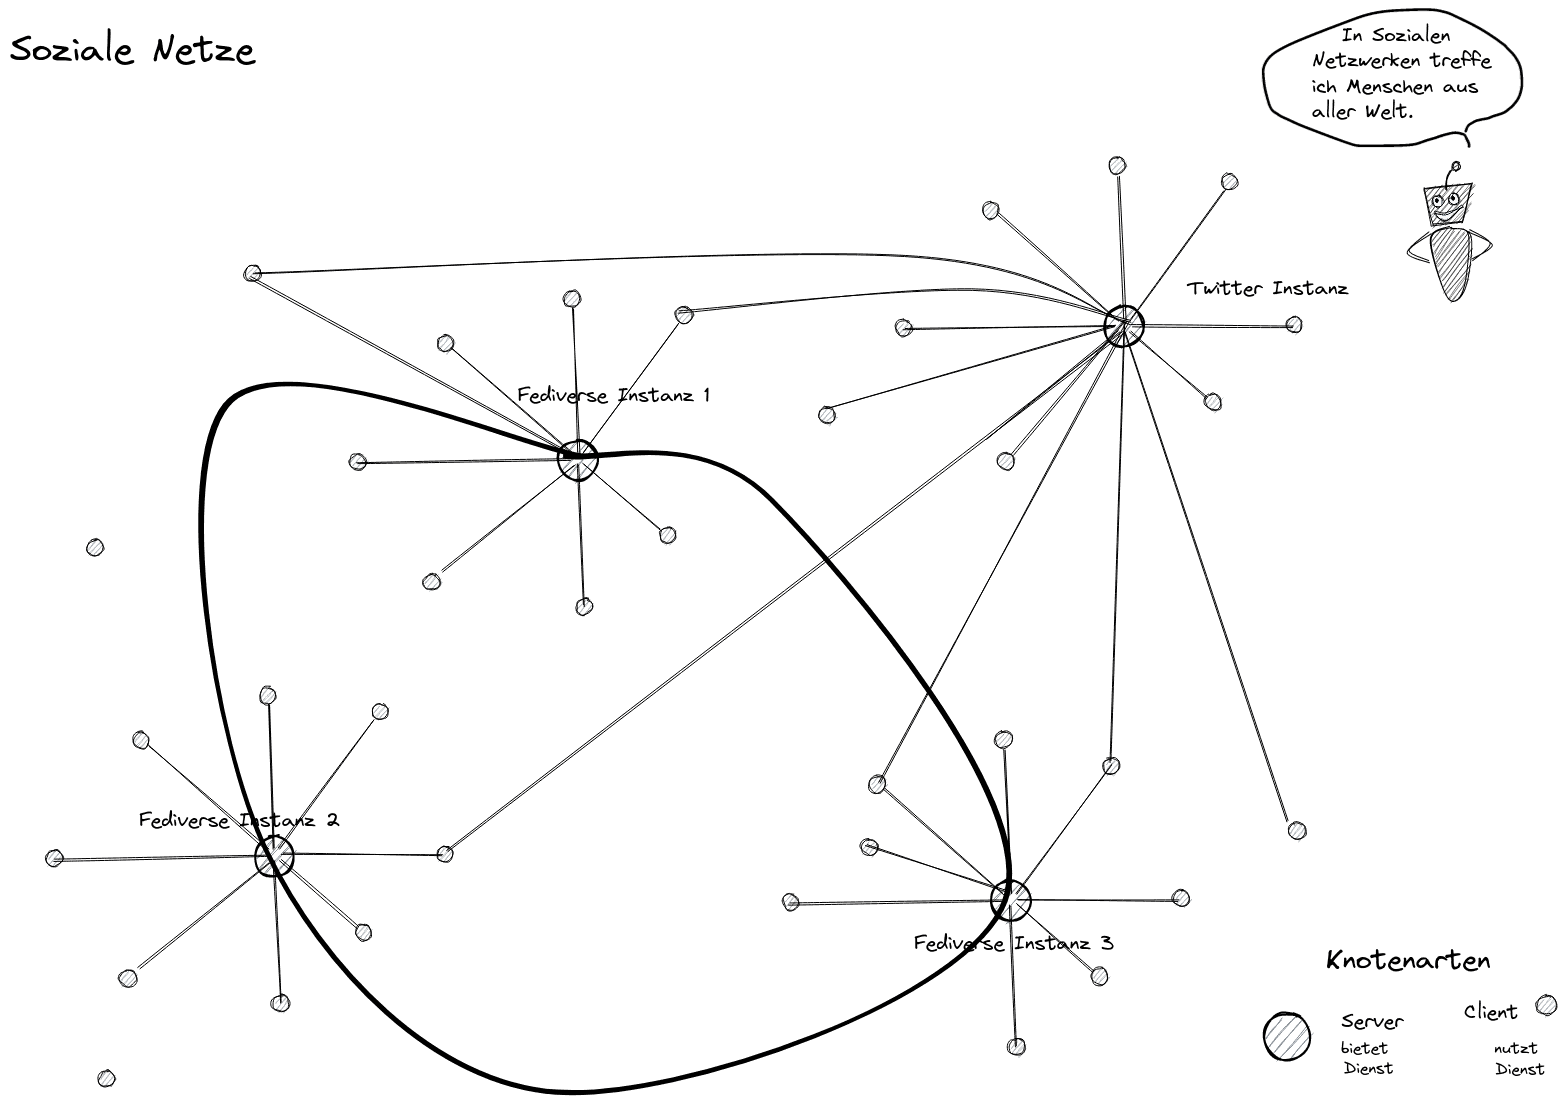 Soziale Netze
In Sozialen
Netzwerken treffe
ich Menschen aus
aller Welt.
Twitter Instanz
Fediverse Instanz 1
Fediverse Instanz 2
Fediverse Instanz 3
Knotenarten
Server
bietet
Dienst
Client
nutzt
Dienst